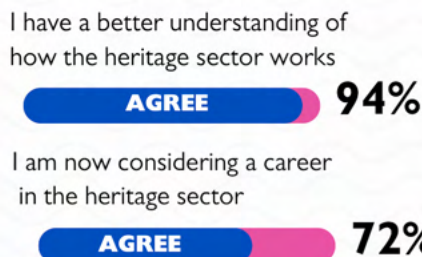 I have a better understanding of
how the heritage sector works
AGREE 94%
I am now considering a career
in the heritage sector
AGREE 72%